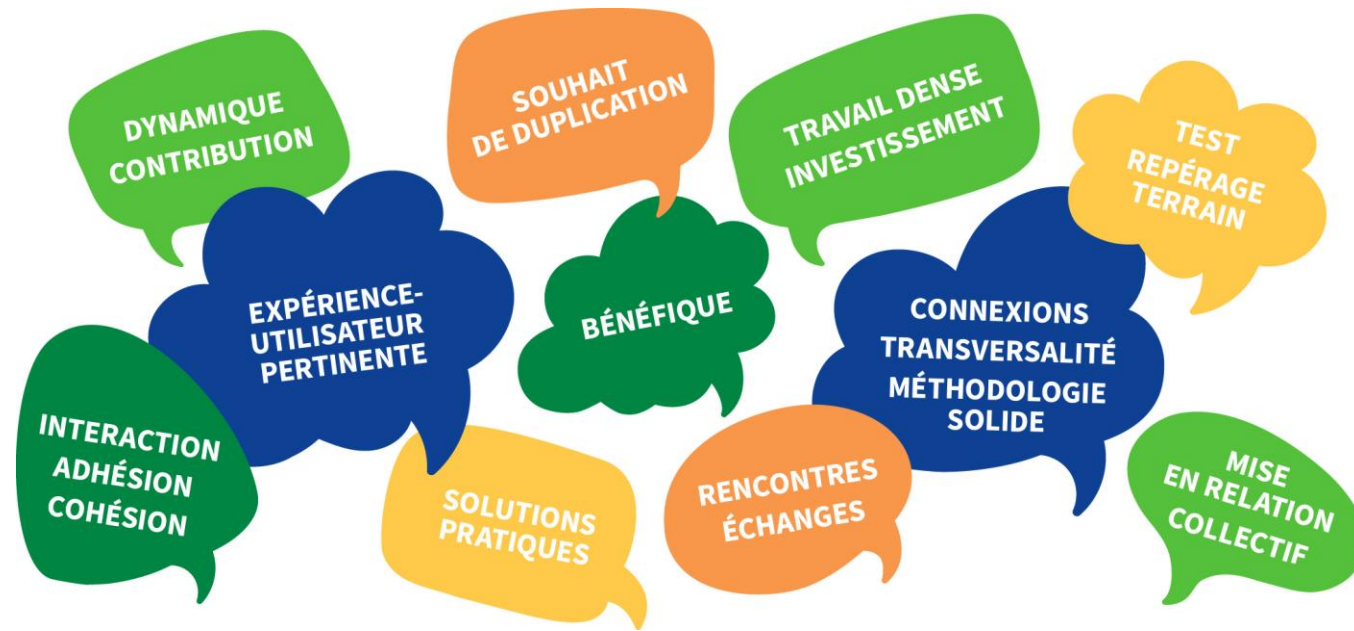 DYNAMIQUE
CONTRIBUTION
SOUHAIT
DE DUPLICATION
TRAVAIL DENSE
INVESTISSEMENT
TEST
REPÉRAGE
TERRAIN
EXPÉRIENCE-
UTILISATEUR
PERTINENTE
BÉNÉFIQUE
CONNEXIONS
TRANSVERSALITÉ
MÉTHODOLOGIE
SOLIDE
INTERACTION
ADHÉSION
COHÉSION
SOLUTIONS
PRATIQUES
RENCONTRES
ÉCHANGES
MISE
EN RELATION
COLLECTIF